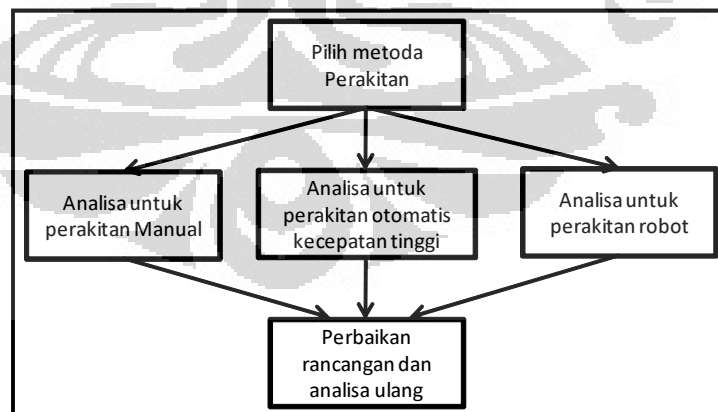 Pilih metoda
Perakitan
Analisa untuk
perakitan Manual
Analisa untuk
perakitan otomatis
kecepatan tinggi
Analisa untuk
perakitan robot
Perbaikan
rancangan dan
analisa ulang